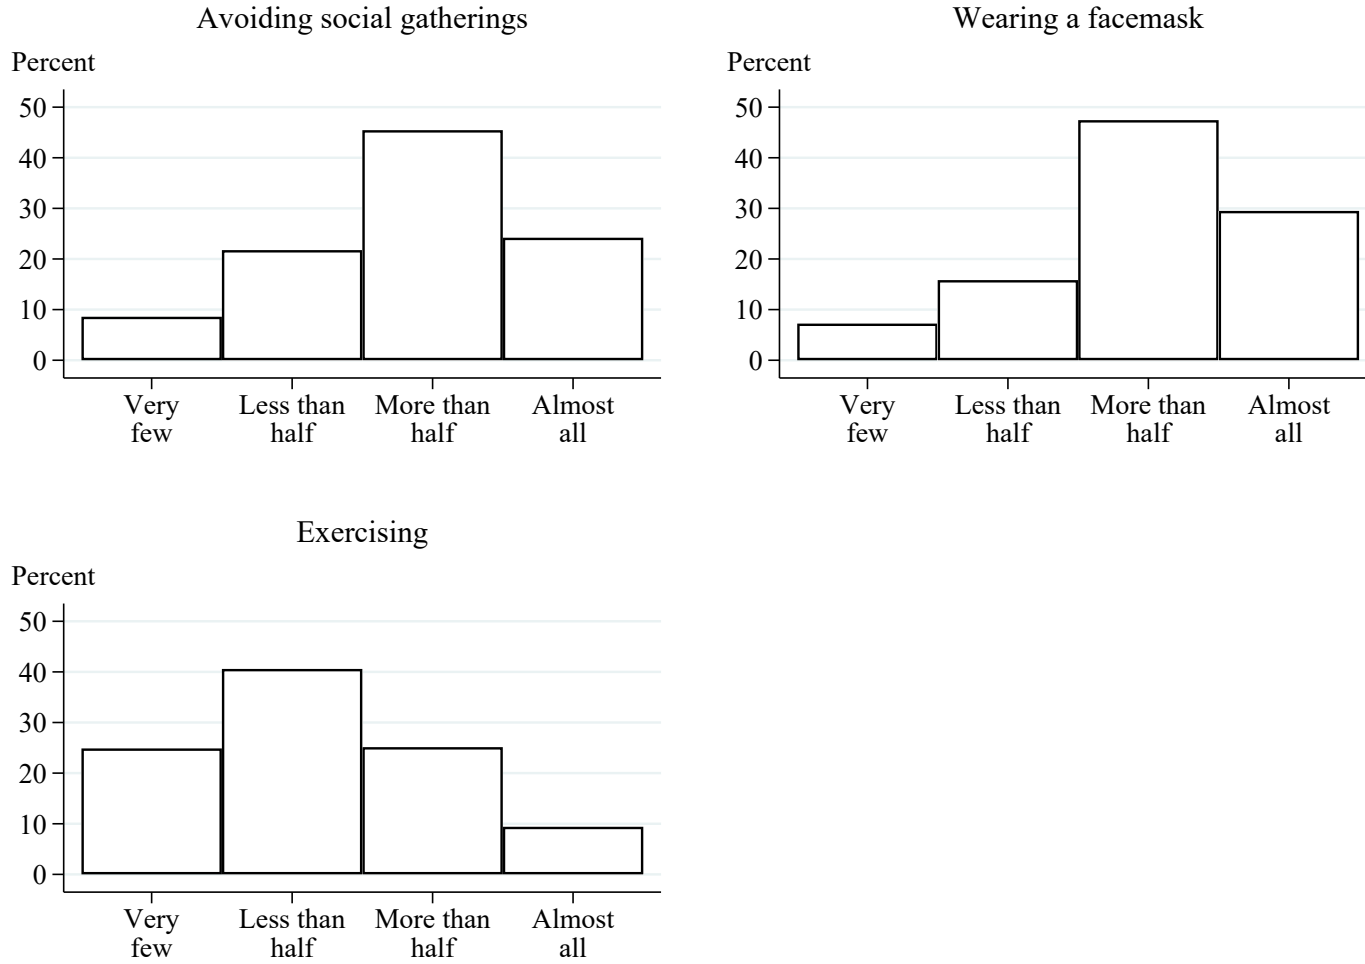 Avoiding social gatherings
Percent
50
40
30
20
10
0
Very few
Less than half
More than half
Almost all
Wearing a facemask
Percent
50
40
30
20
10
0
Very few
Less than half
More than half
Almost all
Exercising
Percent
50
40
30
20
10
0
Very few
Less than half
More than half
Almost all